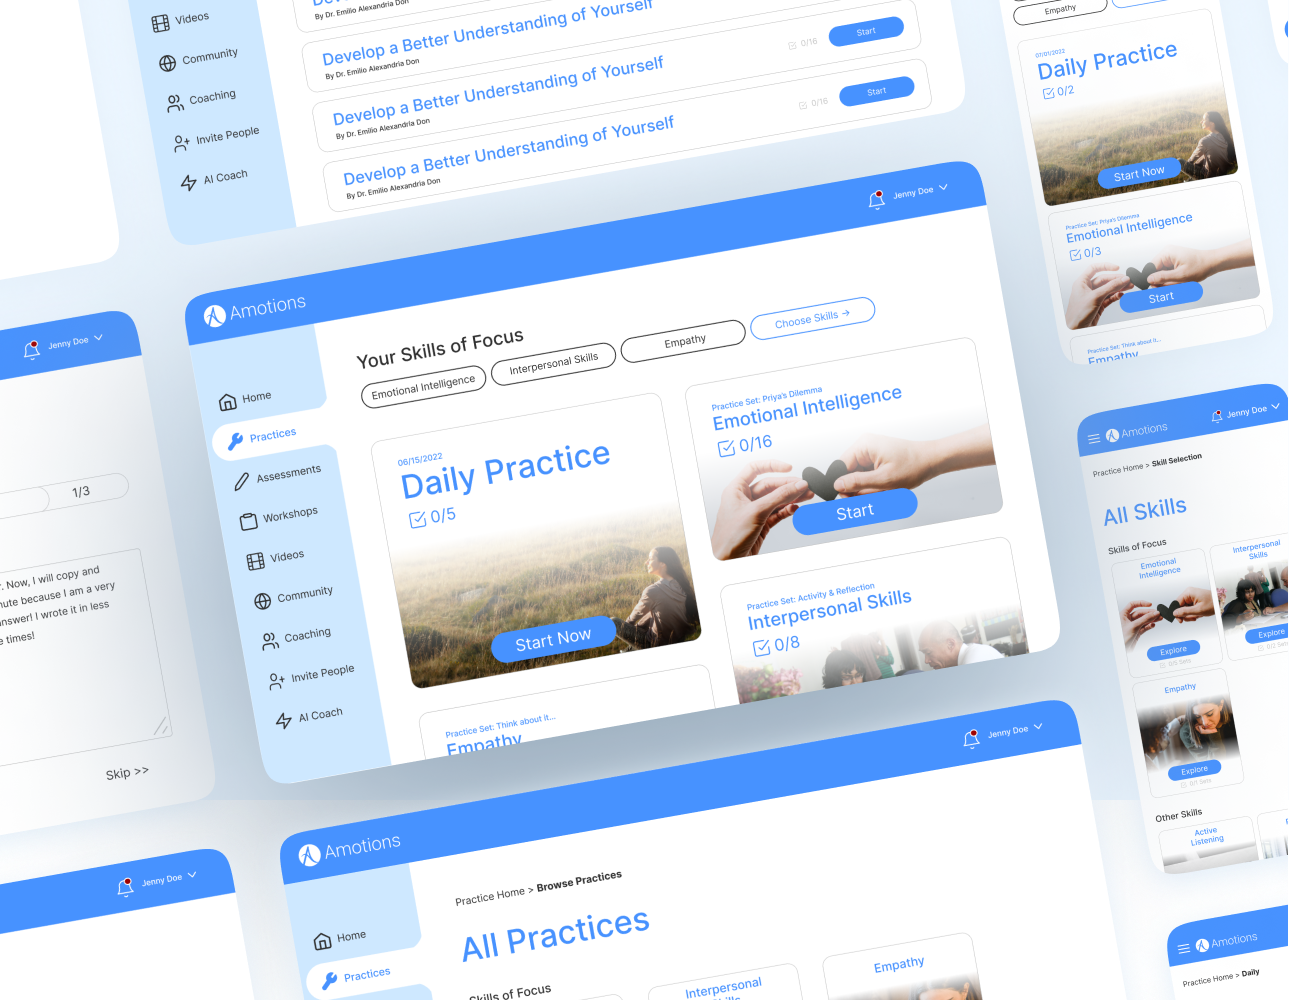 Videos
Community
Coaching
Invite People
AI Coach
By Dr. Emilio Alexandria Don
Develop a Better Understanding of Yourself
By Dr. Emilio Alexandria Don
0/16
Start
Develop a Better Understanding of Yourself
By Dr. Emilio Alexandria Don
0/16
Start
Develop a Better Understanding of Yourself
By Dr. Emilio Alexandria Don
Empathy
07/01/2022
Daily Practice
0/2
Start Now
Practice Set: Priya's Dilemma
Emotional Intelligence
0/3
Start
Practice Set: Think about it...
Empathy
Jenny Doe
1/3
. Now, I will copy and
nute because I am a very
answer! I wrote it in less
e times!
Skip >>
Jenny Doe
Amotions
Jenny Doe
Home
Practices
Assessments
Workshops
Videos
Community
Coaching
Invite People
AI Coach
Your Skills of Focus
Emotional Intelligence
Interpersonal Skills
Empathy
Choose Skills →
06/15/2022
Daily Practice
0/5
Start Now
Practice Set: Priya's Dilemma
Emotional Intelligence
0/16
Start
Practice Set: Activity & Reflection
Interpersonal Skills
0/8
Practice Set: Think about it...
Empathy
Amotions
Jenny Doe
Practice Home > Skill Selection
All Skills
Skills of Focus
Emotional
Intelligence
Explore
Interpersonal
Skills
Explore
Empathy
Explore
Other Skills
Active
Listening
Amotions
Jenny Doe
Home
Practices
Practice Home > Browse Practices
All Practices
Skills of Focus
Interpersonal
Skills
Empathy
Amotions
Practice Home > Daily